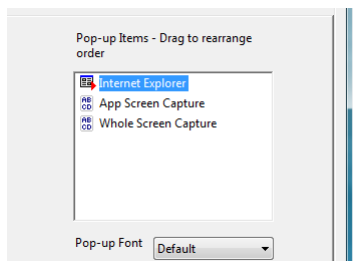 Pop-up Items - Drag to rearrange
order
Internet Explorer
App Screen Capture
Whole Screen Capture
Pop-up Font Default